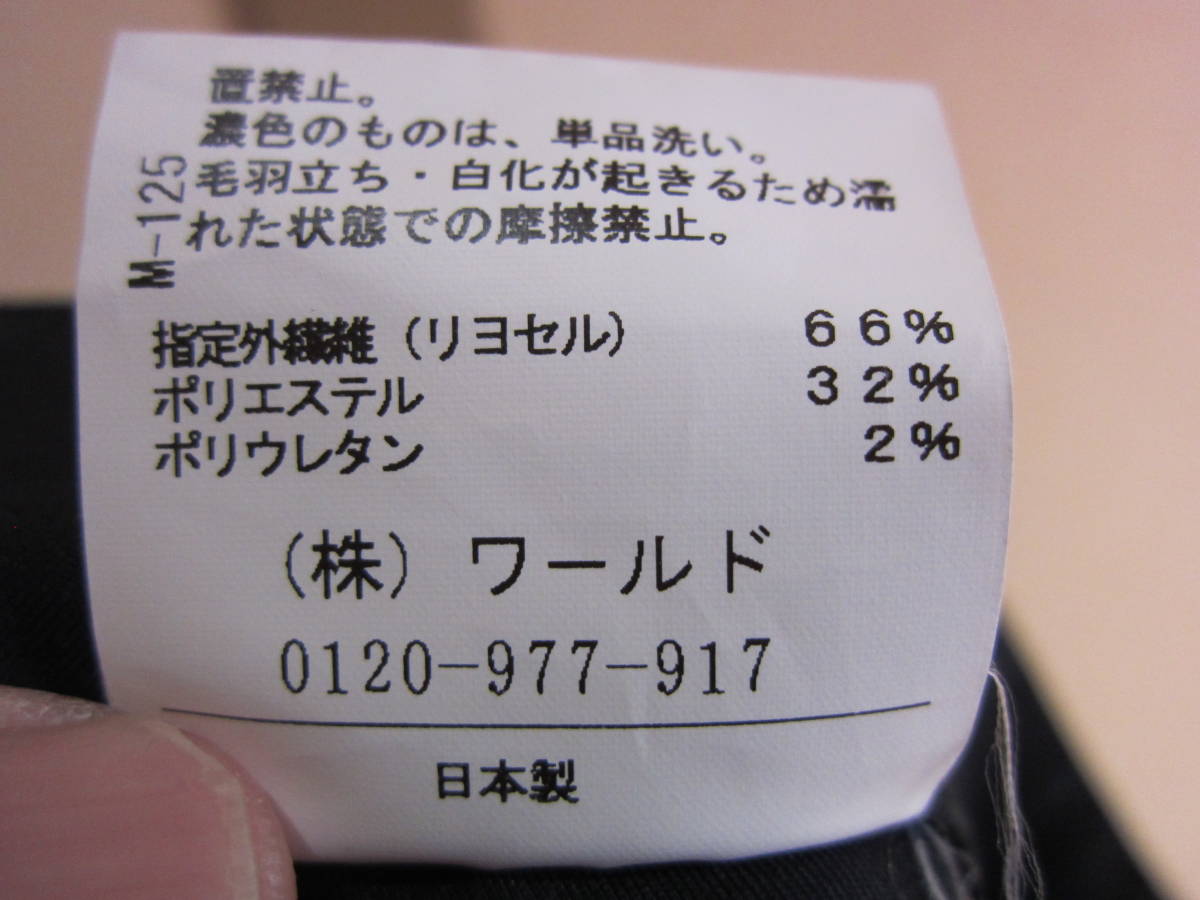 置禁止。
濃色のものは、単品洗い。
毛羽立ち・白化が起きるため濡
れた状態での摩擦禁止。
M-125
指定外繊維(リヨセル) 66%
ポリエステル 32%
ポリウレタン 2%
(株)ワールド
0120-977-917
日本製